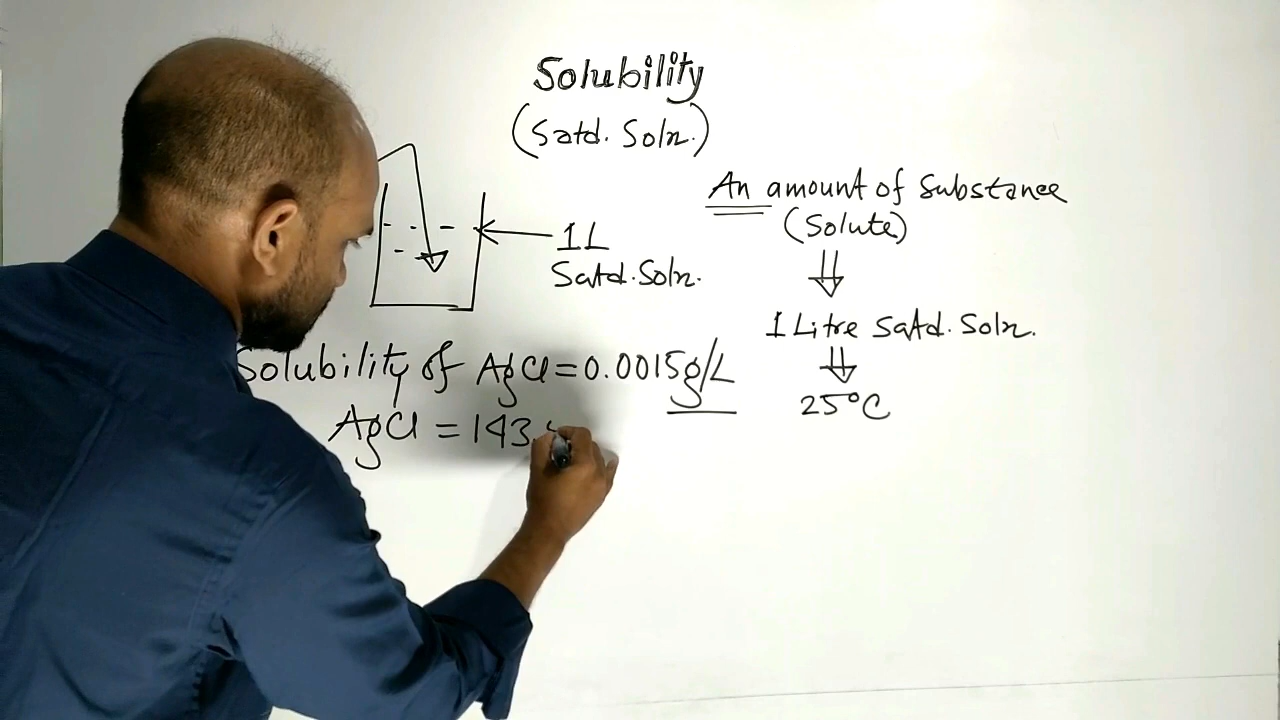 Solubility
(Satd. Soln.)
An amount of Substance
(Solute)
1L
Satd. Soln.
1 Litre Satd. Soln.
25°C
Solubility of AgCl = 0.0015g/L
AgCl = 143.